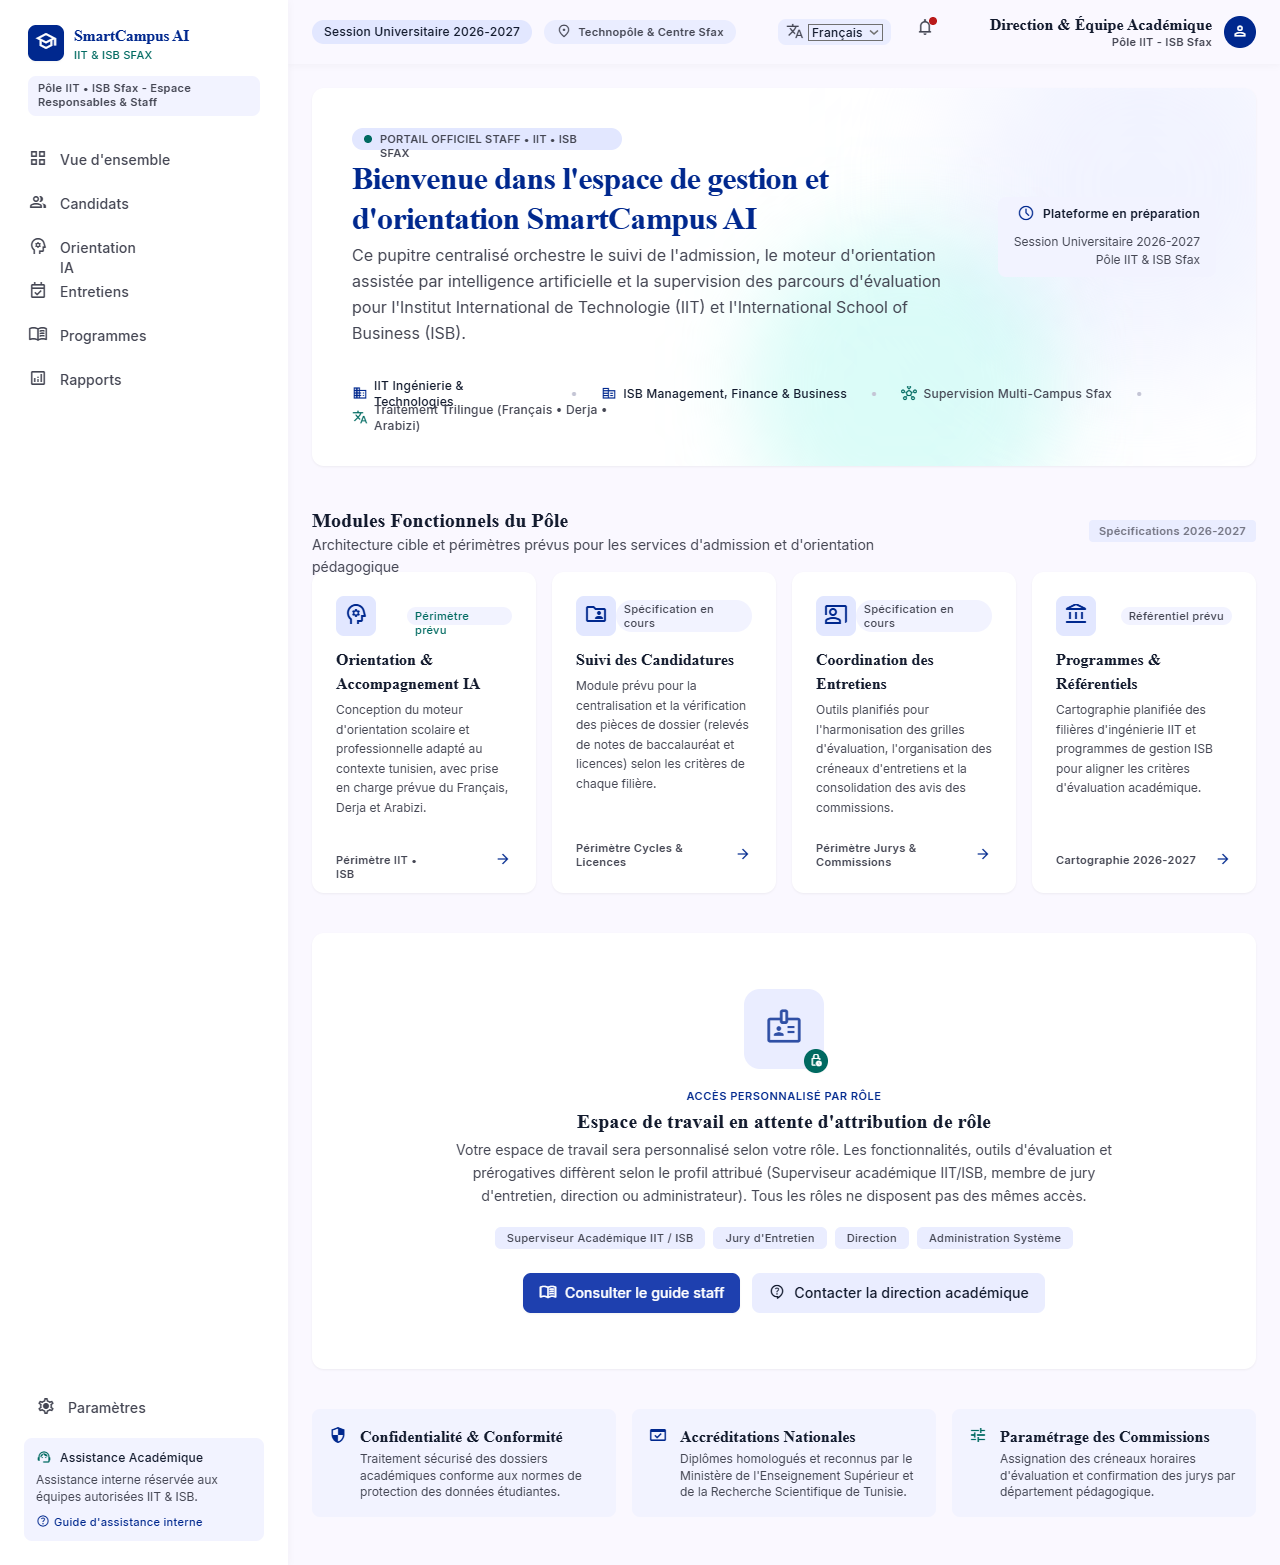 SmartCampus AI
IIT & ISB SFAX
Pôle IIT • ISB Sfax - Espace
Responsables & Staff
Vue d'ensemble
Candidats
Orientation
IA
Entretiens
Programmes
Rapports
Paramètres
Assistance Académique
Assistance interne réservée aux
équipes autorisées IIT & ISB.
Guide d'assistance interne
Session Universitaire 2026-2027
Technopôle & Centre Sfax
Français
Direction & Équipe Académique
Pôle IIT - ISB Sfax
PORTAIL OFFICIEL STAFF • IIT • ISB
SFAX
Bienvenue dans l'espace de gestion et
d'orientation SmartCampus AI
Ce pupitre centralisé orchestre le suivi de l'admission, le moteur d'orientation
assistée par intelligence artificielle et la supervision des parcours d'évaluation
pour l'Institut International de Technologie (IIT) et l'International School of
Business (ISB).
Plateforme en préparation
Session Universitaire 2026-2027
Pôle IIT & ISB Sfax
IIT Ingénierie &
Technologies
ISB Management, Finance & Business
Supervision Multi-Campus Sfax
Traitement Trilingue (Français • Derja •
Arabizi)
Modules Fonctionnels du Pôle
Architecture cible et périmètres prévus pour les services d'admission et d'orientation
pédagogique
Spécifications 2026-2027
Périmètre
prévu
Orientation &
Accompagnement IA
Conception du moteur
d'orientation scolaire et
professionnelle adapté au
contexte tunisien, avec prise
en charge prévue du Français,
Derja et Arabizi.
Périmètre IIT •
ISB
Spécification en
cours
Suivi des Candidatures
Module prévu pour la
centralisation et la vérification
des pièces de dossier (relevés
de notes de baccalauréat et
licences) selon les critères de
chaque filière.
Périmètre Cycles &
Licences
Spécification en
cours
Coordination des
Entretiens
Outils planifiés pour
l'harmonisation des grilles
d'évaluation, l'organisation des
créneaux d'entretiens et la
consolidation des avis des
commissions.
Périmètre Jurys &
Commissions
Référentiel prévu
Programmes &
Référentiels
Cartographie planifiée des
filières d'ingénierie IIT et
programmes de gestion ISB
pour aligner les critères
d'évaluation académique.
Cartographie 2026-2027
ACCÈS PERSONNALISÉ PAR RÔLE
Espace de travail en attente d'attribution de rôle
Votre espace de travail sera personnalisé selon votre rôle. Les fonctionnalités, outils d'évaluation et
prérogatives diffèrent selon le profil attribué (Superviseur académique IIT/ISB, membre de jury
d'entretien, direction ou administrateur). Tous les rôles ne disposent pas des mêmes accès.
Superviseur Académique IIT / ISB
Jury d'Entretien
Direction
Administration Système
Consulter le guide staff
Contacter la direction académique
Confidentialité & Conformité
Traitement sécurisé des dossiers
académiques conforme aux normes de
protection des données étudiantes.
Accréditations Nationales
Diplômes homologués et reconnus par le
Ministère de l'Enseignement Supérieur et
de la Recherche Scientifique de Tunisie.
Paramétrage des Commissions
Assignation des créneaux horaires
d'évaluation et confirmation des jurys par
département pédagogique.